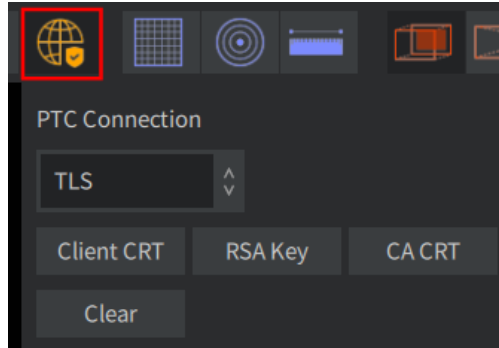 PTC Connection
TLS
Client CRT RSA Key CA CRT
Clear